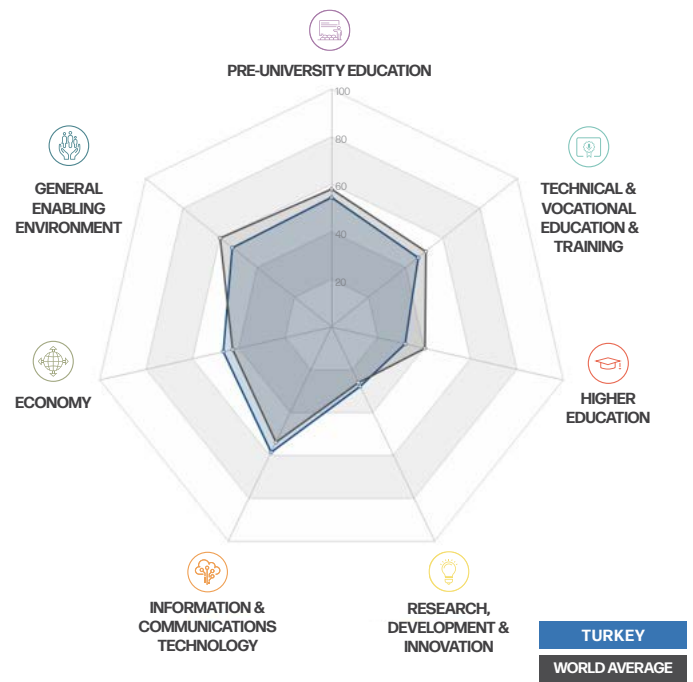 PRE-UNIVERSITY EDUCATION
100
80
60
40
20
GENERAL
ENABLING
ENVIRONMENT
TECHNICAL &
VOCATIONAL
EDUCATION &
TRAINING
ECONOMY
HIGHER
EDUCATION
INFORMATION &
COMMUNICATIONS
TECHNOLOGY
RESEARCH,
DEVELOPMENT &
INNOVATION
TURKEY
WORLD AVERAGE